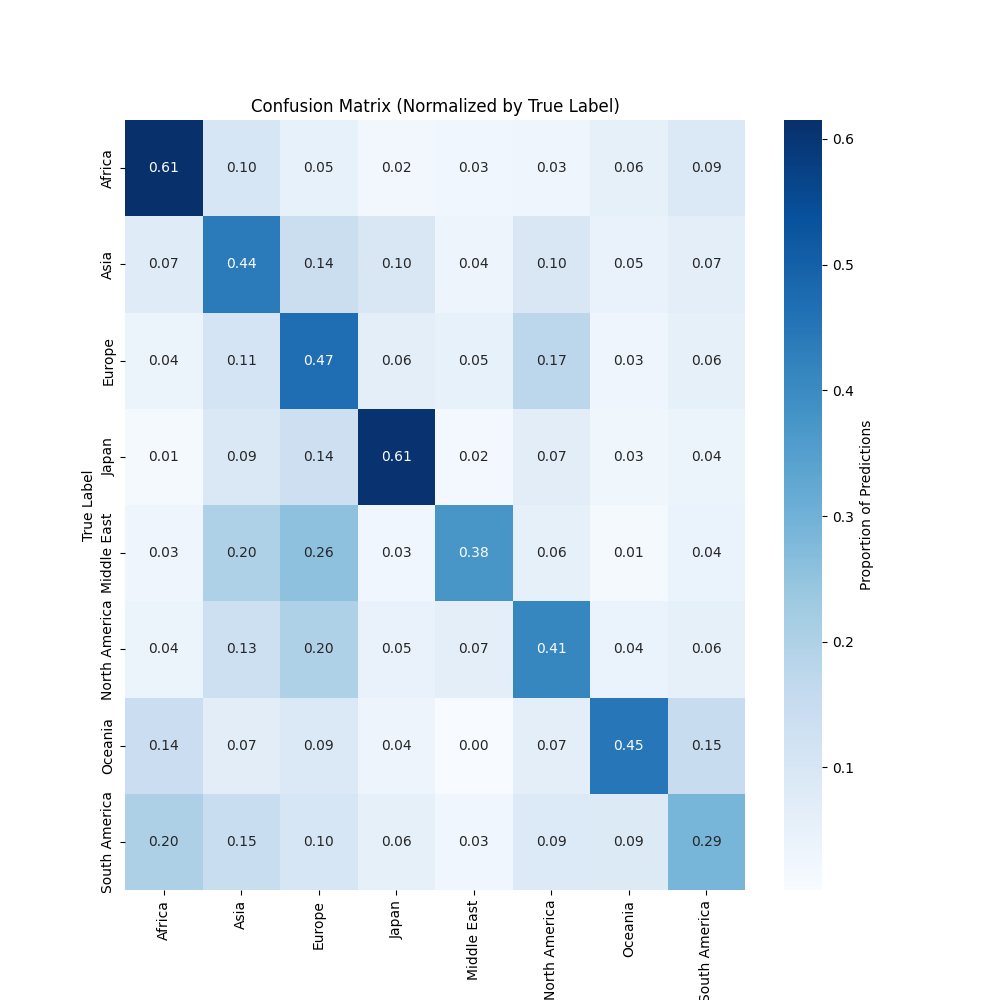 Confusion Matrix (Normalized by True Label)
True Label
Africa 0.61 0.10 0.05 0.02 0.03 0.03 0.06 0.09
Asia 0.07 0.44 0.14 0.10 0.04 0.10 0.05 0.07
Europe 0.04 0.11 0.47 0.06 0.05 0.17 0.03 0.06
Japan 0.01 0.09 0.14 0.61 0.02 0.07 0.03 0.04
Middle East 0.03 0.20 0.26 0.03 0.38 0.06 0.01 0.04
North America 0.04 0.13 0.20 0.05 0.07 0.41 0.04 0.06
Oceania 0.14 0.07 0.09 0.04 0.00 0.07 0.45 0.15
South America 0.20 0.15 0.10 0.06 0.03 0.09 0.09 0.29
Africa Asia Europe Japan Middle East North America Oceania South America
0.6
0.5
0.4
0.3
0.2
0.1
Proportion of Predictions